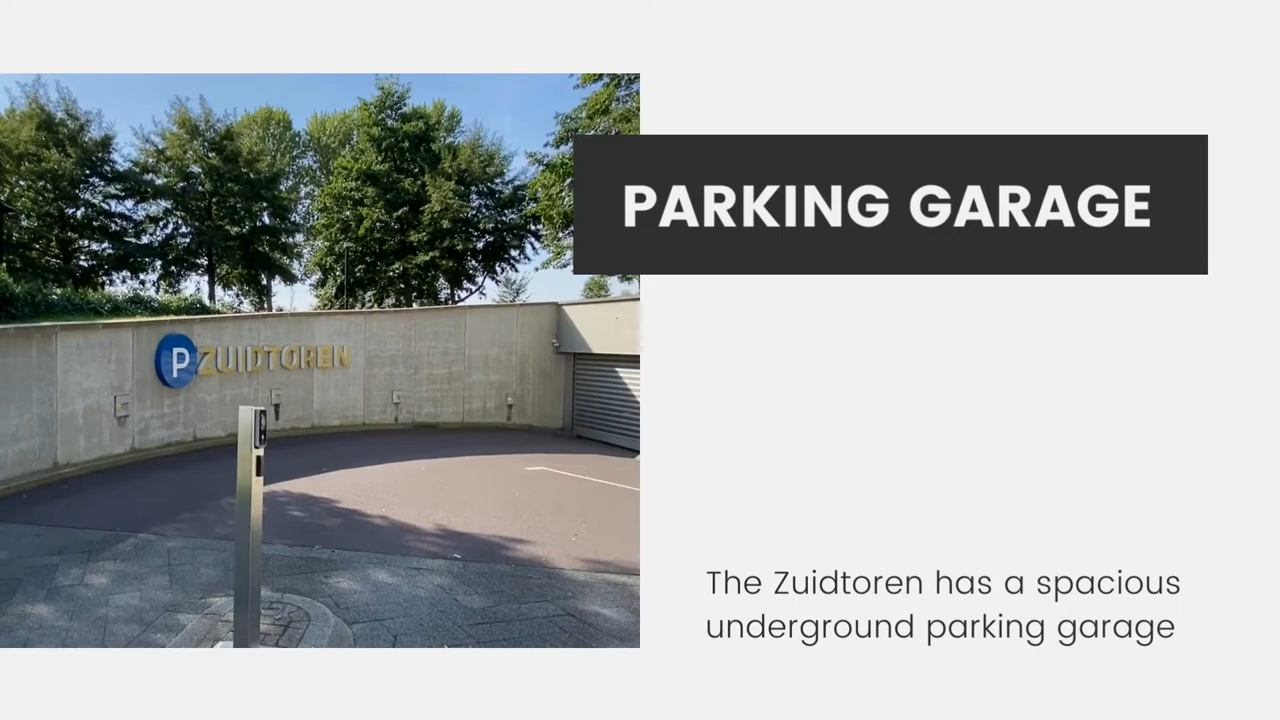 PARKING GARAGE
P ZUIDTOREN
The Zuidtoren has a spacious
underground parking garage